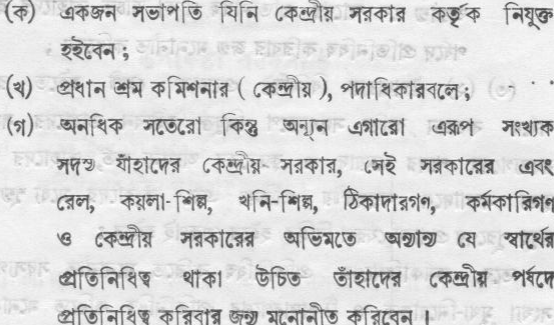 (ক) একজন সভাপতি যিনি কেন্দ্রীয় সরকার কর্তৃক নিযুক্ত
হইবেন ;
(খ) প্রধান শ্রম কমিশনার ( কেন্দ্রীয় ), পদাধিকারবলে ;
(গ) অনধিক সতেরো কিন্তু অন্যূন এগারো এরূপ সংখ্যক
সদস্য যাঁহাদের কেন্দ্রীয় সরকার, সেই সরকারের এবং
রেল, কয়লা-শিল্প, খনি-শিল্প, ঠিকাদারগণ, কর্মকারিগণ
ও কেন্দ্রীয় সরকারের অভিমতে অন্যান্য যে স্বার্থের
প্রতিনিধিত্ব থাকা উচিত তাঁহাদের কেন্দ্রীয় পর্ষদে
প্রতিনিধিত্ব করিবার জন্য মনোনীত করিবেন ।